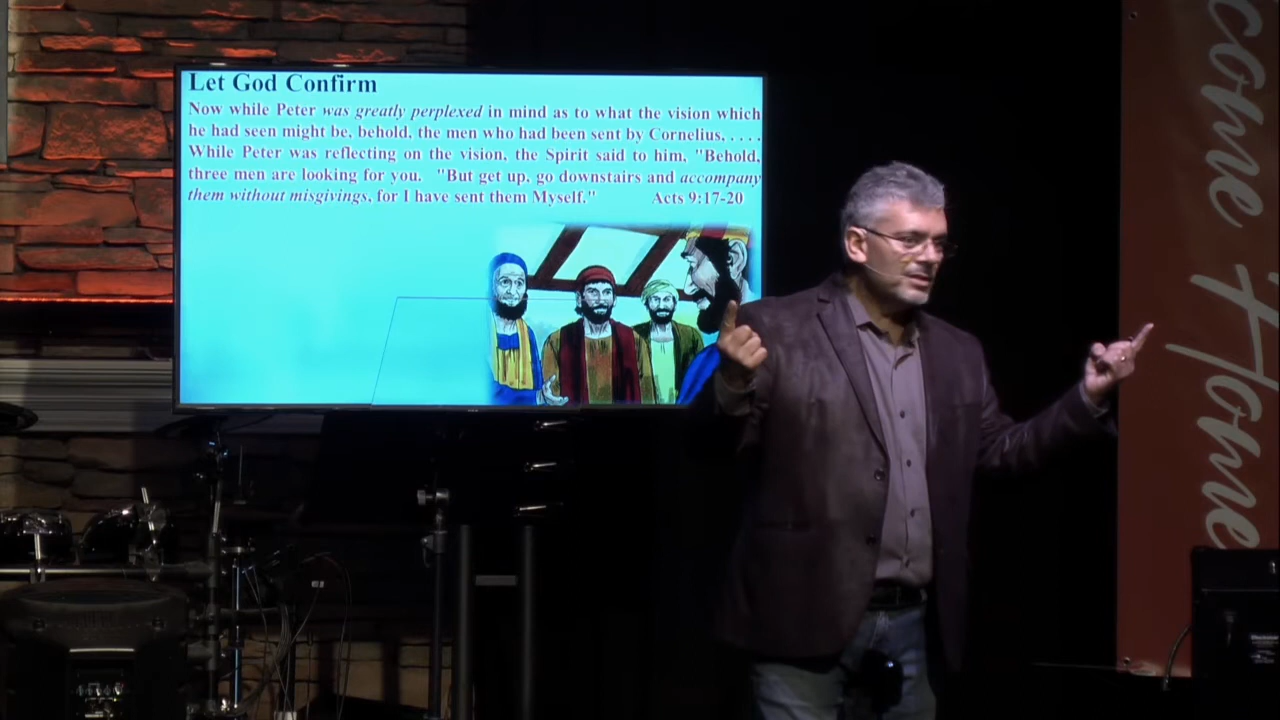 Let God Confirm
Now while Peter was greatly perplexed in mind as to what the vision which
he had seen might be, behold, the men who had been sent by Cornelius, . . . .
While Peter was reflecting on the vision, the Spirit said to him, "Behold,
three men are looking for you. "But get up, go downstairs and accompany
them without misgivings, for I have sent them Myself." Acts 9:17-20
come Home